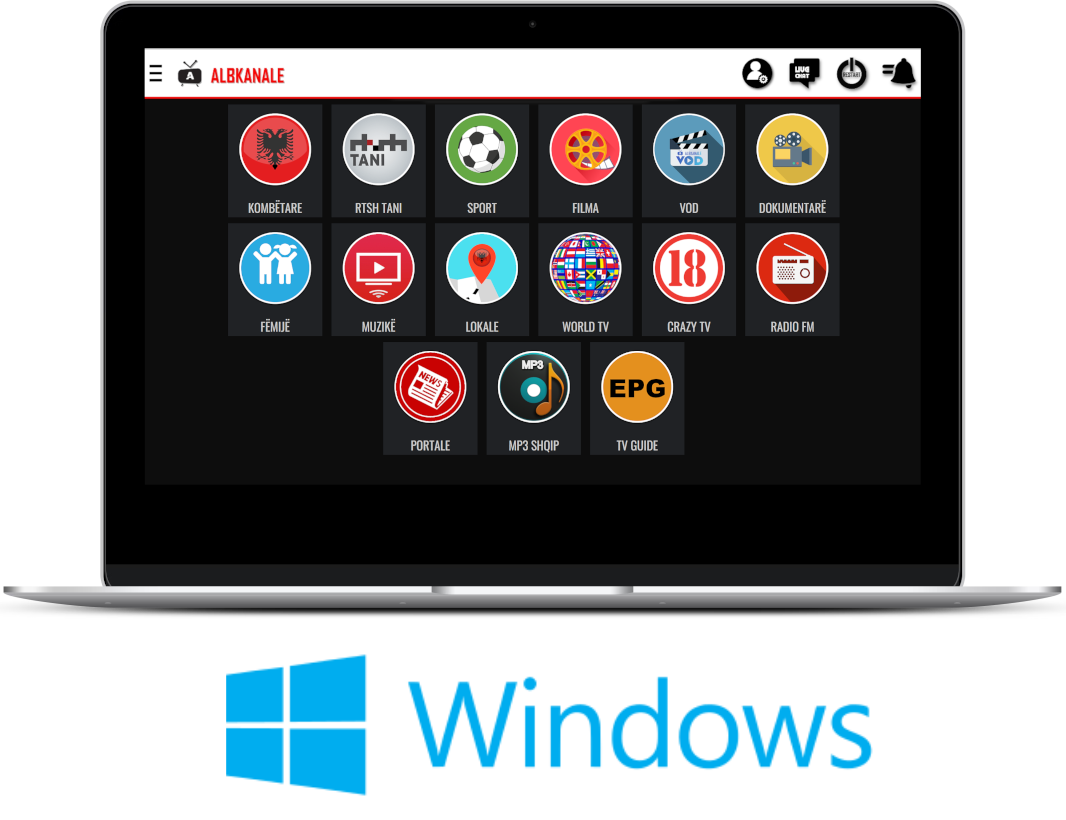 A ALBKANALE
LIVE CHAT
RESTART
RTSH
TANI
VOD
KOMBËTARE RTSH TANI SPORT FILMA VOD DOKUMENTARË
18
FËMIJË MUZIKË LOKALE WORLD TV CRAZY TV RADIO FM
NEWS
MP3
EPG
PORTALE MP3 SHQIP TV GUIDE
Windows